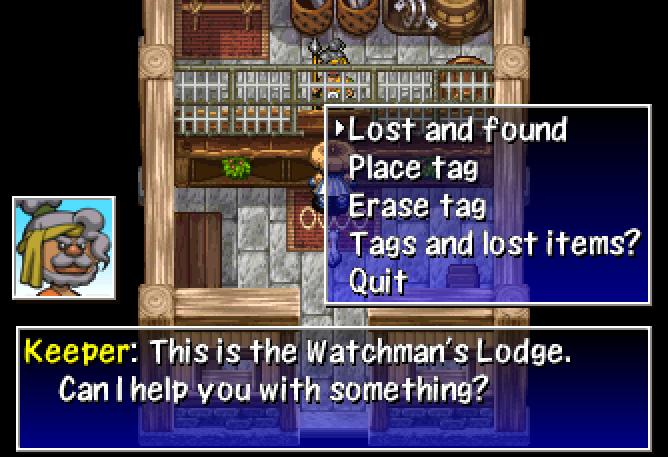 Lost and found
Place tag
Erase tag
Tags and lost items?
Quit
Keeper: This is the Watchman's Lodge.
Can I help you with something?